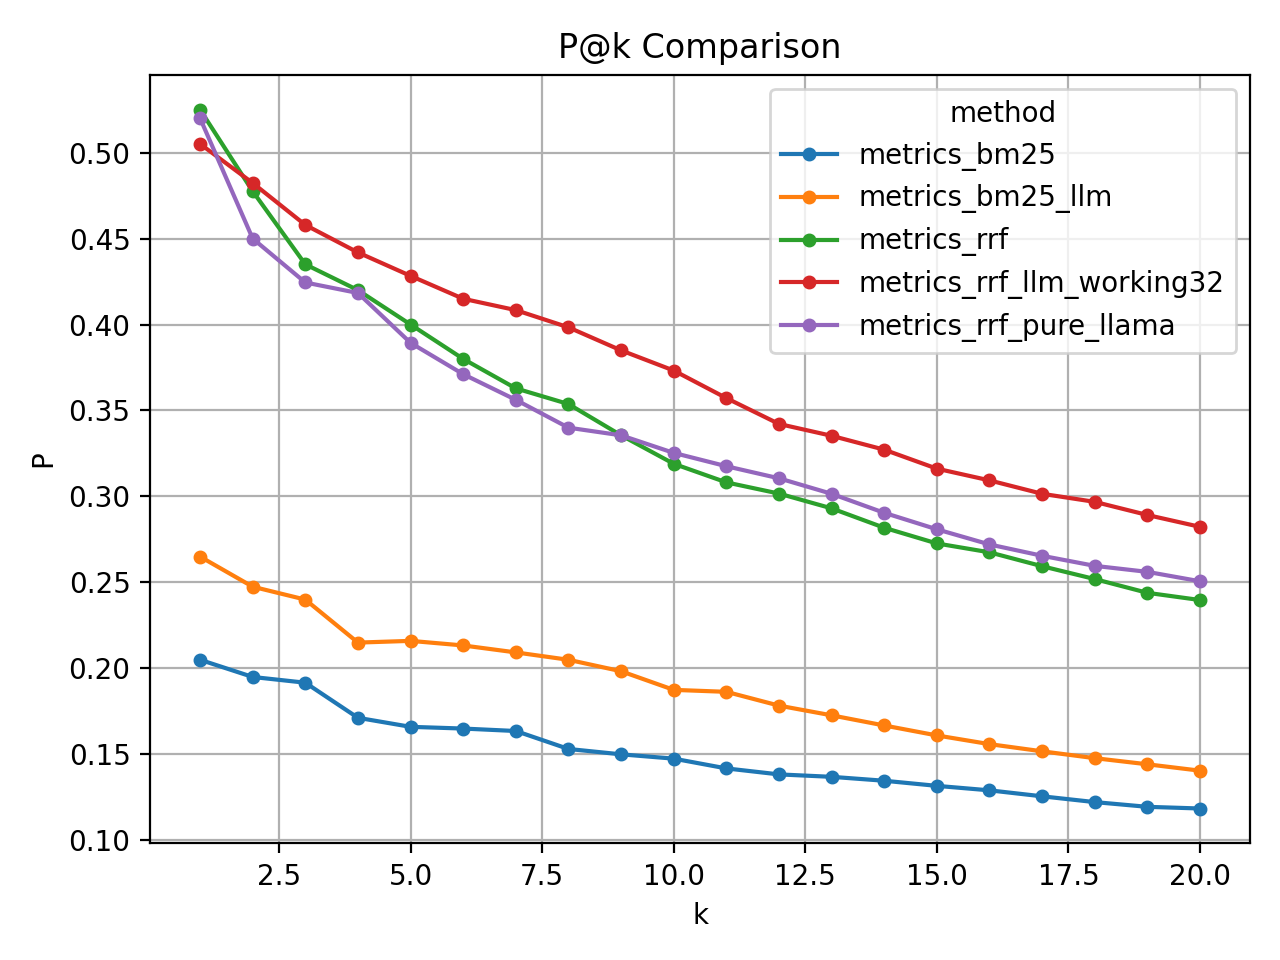 P@k Comparison
method
metrics_bm25
metrics_bm25_llm
metrics_rrf
metrics_rrf_llm_working32
metrics_rrf_pure_llama
0.50
0.45
0.40
0.35
0.30
0.25
0.20
0.15
0.10
P
2.5 5.0 7.5 10.0 12.5 15.0 17.5 20.0
k